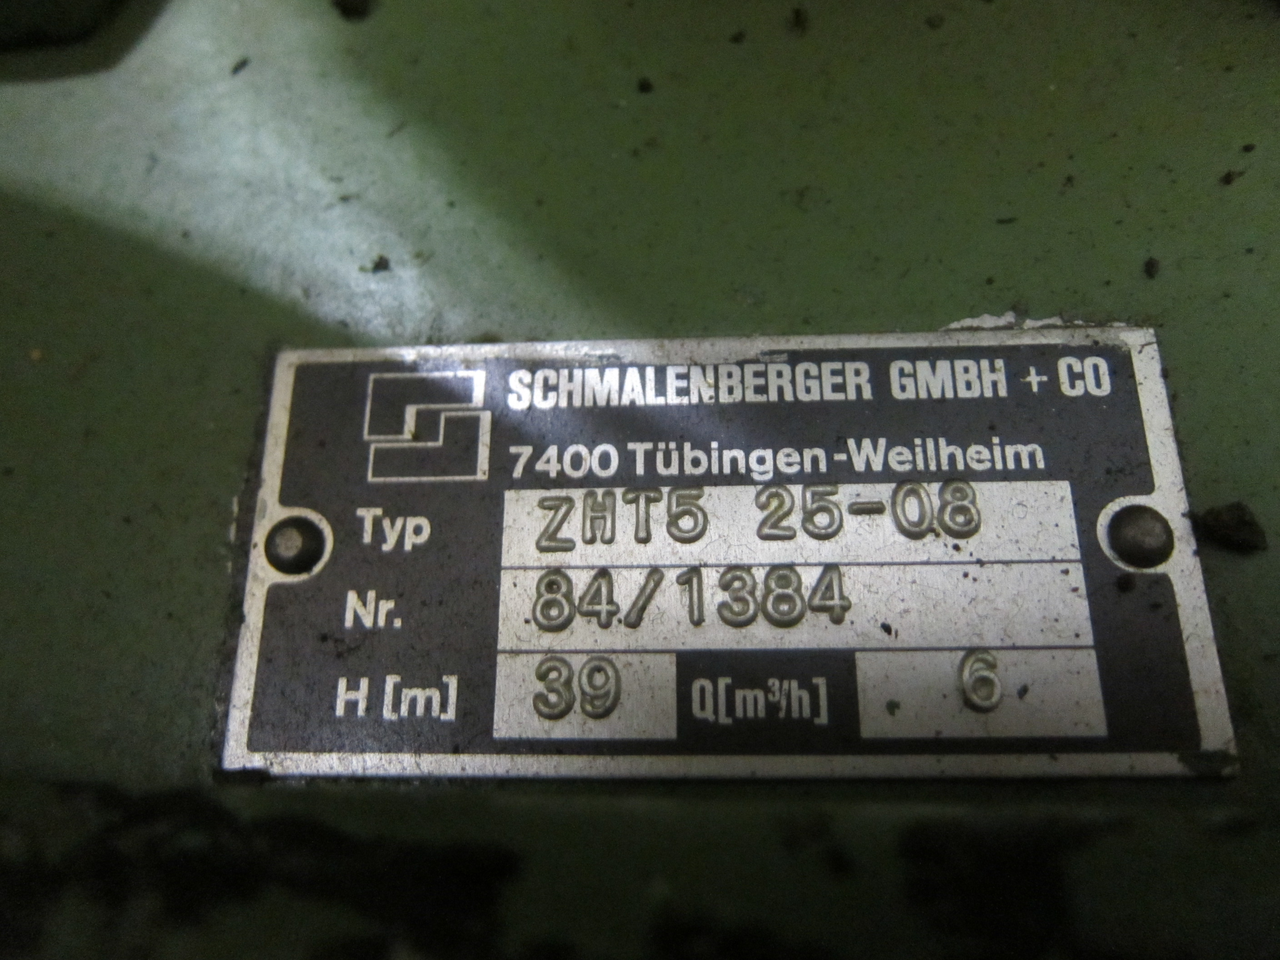 SCHMALENBERGER GMBH + CO
7400 Tübingen-Weilheim
Typ ZHT5 25-08
Nr. 84/1384
H [m] 39 Q[m³/h] 6